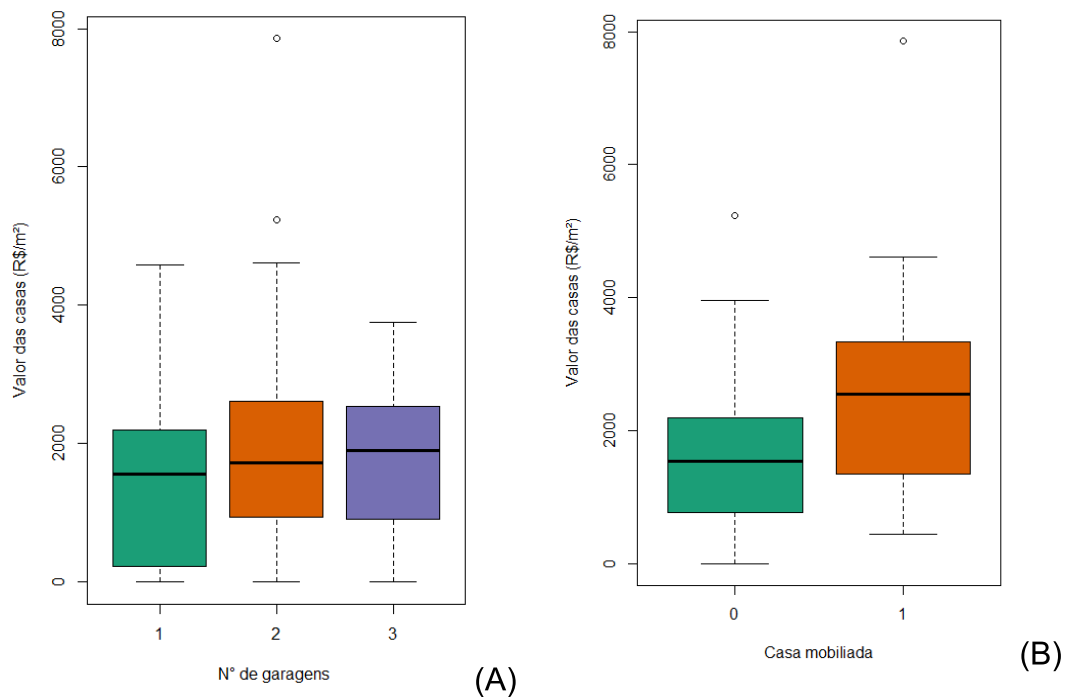 8000
6000
4000
2000
0
Valor das casas (R$/m²)
1 2 3
N° de garagens
(A)
8000
6000
4000
2000
0
Valor das casas (R$/m²)
0 1
Casa mobiliada
(B)